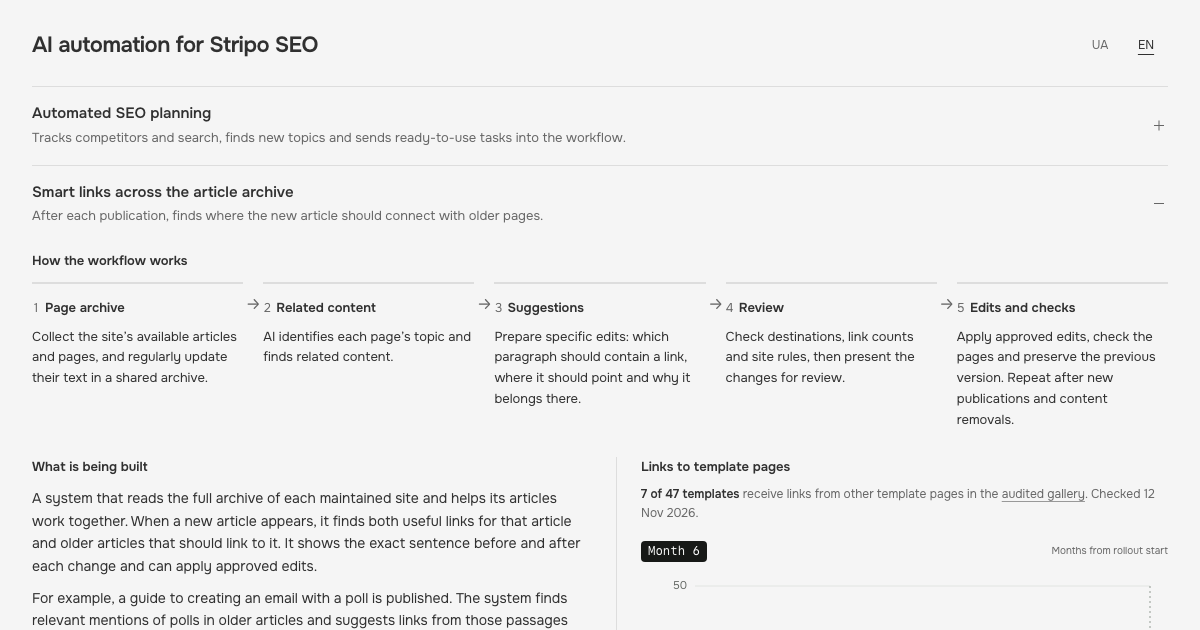 AI automation for Stripo SEO
UA
EN
Automated SEO planning
Tracks competitors and search, finds new topics and sends ready-to-use tasks into the workflow.
Smart links across the article archive
After each publication, finds where the new article should connect with older pages.
How the workflow works
1 Page archive
Collect the site's available articles
and pages, and regularly update
their text in a shared archive.
2 Related content
AI identifies each page's topic and
finds related content.
3 Suggestions
Prepare specific edits: which
paragraph should contain a link,
where it should point and why it
belongs there.
4 Review
Check destinations, link counts
and site rules, then present the
changes for review.
5 Edits and checks
Apply approved edits, check the
pages and preserve the previous
version. Repeat after new
publications and content
removals.
What is being built
A system that reads the full archive of each maintained site and helps its articles
work together. When a new article appears, it finds both useful links for that article
and older articles that should link to it. It shows the exact sentence before and after
each change and can apply approved edits.
For example, a guide to creating an email with a poll is published. The system finds
relevant mentions of polls in older articles and suggests links from those passages
Links to template pages
7 of 47 templates receive links from other template pages in the audited gallery. Checked 12
Nov 2026.
Month 6
Months from rollout start
50